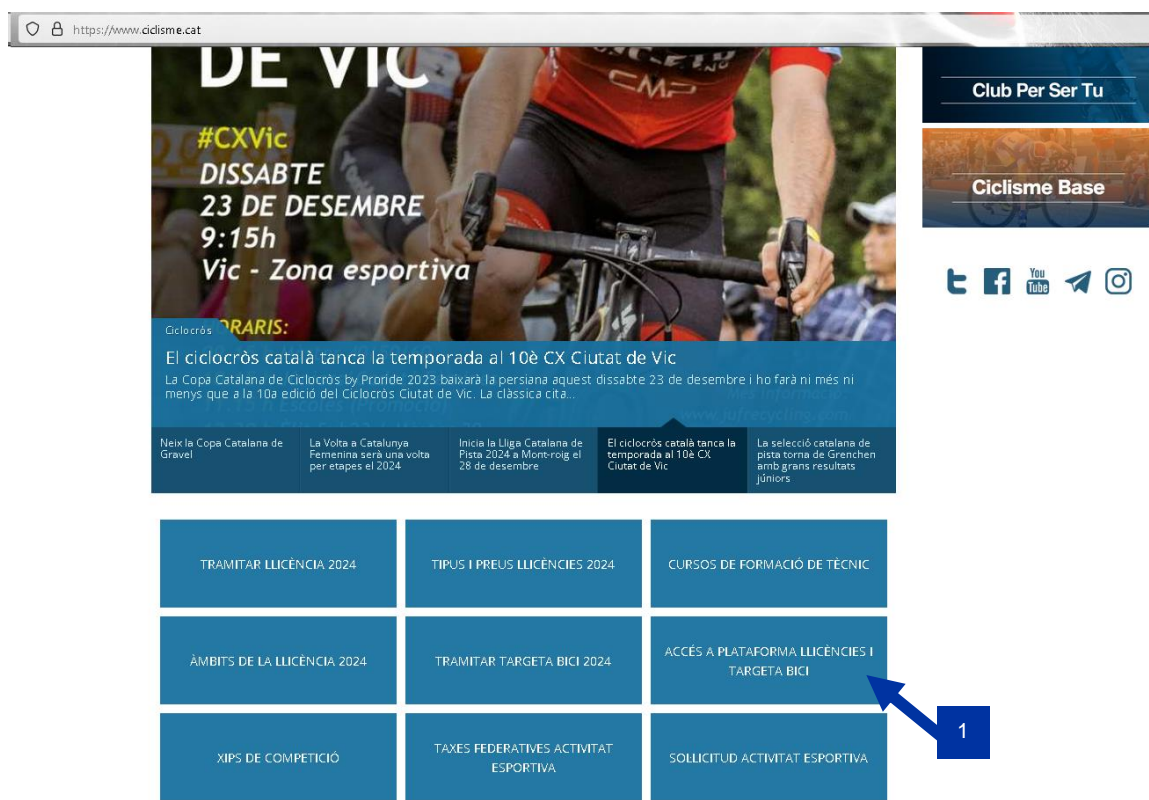 https://www.ciclisme.cat
DE VIC
CMP
#CXVic
DISSABTE
23 DE DESEMBRE
9:15h
Vic - Zona esportiva
Club Per Ser Tu
Ciclisme Base
You
Tube
Ciclocròs
El ciclocròs català tanca la temporada al 10è CX Ciutat de Vic
La Copa Catalana de Ciclocròs by Proride 2023 baixarà la persiana aquest dissabte 23 de desembre i ho farà ni més ni
menys que a la 10a edició del Ciclocròs Ciutat de Vic. La clàssica cita...
Neix la Copa Catalana de
Gravel
La Volta a Catalunya
Femenina serà una volta
per etapes el 2024
Inicia la Lliga Catalana de
Pista 2024 a Mont-roig el
28 de desembre
El ciclocròs català tanca la
temporada al 10è CX
Ciutat de Vic
La selecció catalana de
pista torna de Grenchen
amb grans resultats
júniors
TRAMITAR LLICÈNCIA 2024
TIPUS I PREUS LLICÈNCIES 2024
CURSOS DE FORMACIÓ DE TÈCNIC
ÀMBITS DE LA LLICÈNCIA 2024
TRAMITAR TARGETA BICI 2024
ACCÉS A PLATAFORMA LLICÈNCIES I
TARGETA BICI
1
XIPS DE COMPETICIÓ
TAXES FEDERATIVES ACTIVITAT
ESPORTIVA
SOL·LICITUD ACTIVITAT ESPORTIVA